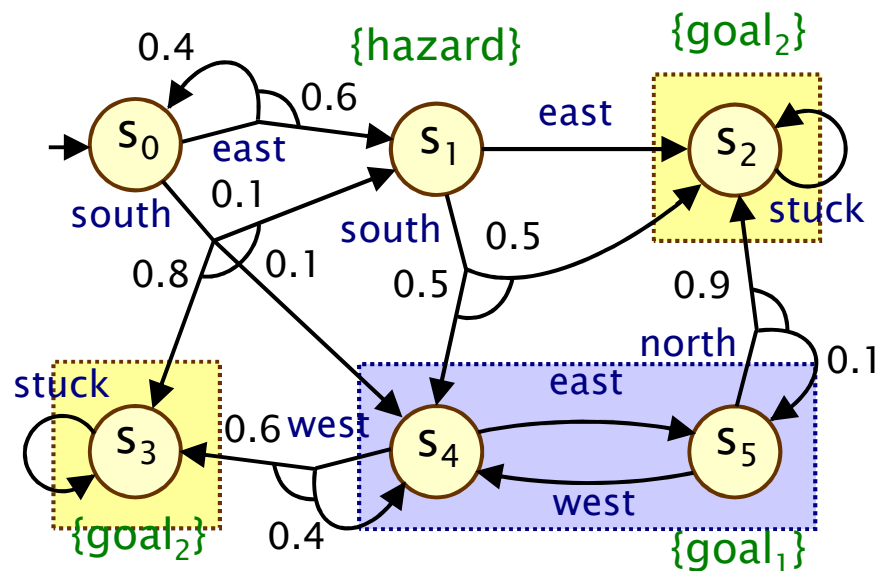 0.4
{hazard}
{goal₂}
0.6
s₀
east
s₁
east
s₂
south
0.1
south
0.5
stuck
0.8
0.1
0.5
0.9
north
0.1
stuck
east
s₃
0.6
west
s₄
s₅
west
{goal₂}
0.4
{goal₁}